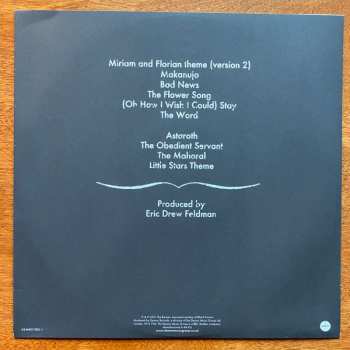 Miriam and Florian theme (version 2)
Makanujo
Bad News
The Flower Song
(Oh How I Wish I Could) Stay
The Word
Astaroth
The Obedient Servant
The Maharal
Little Stars Theme
Produced by
Eric Drew Feldman